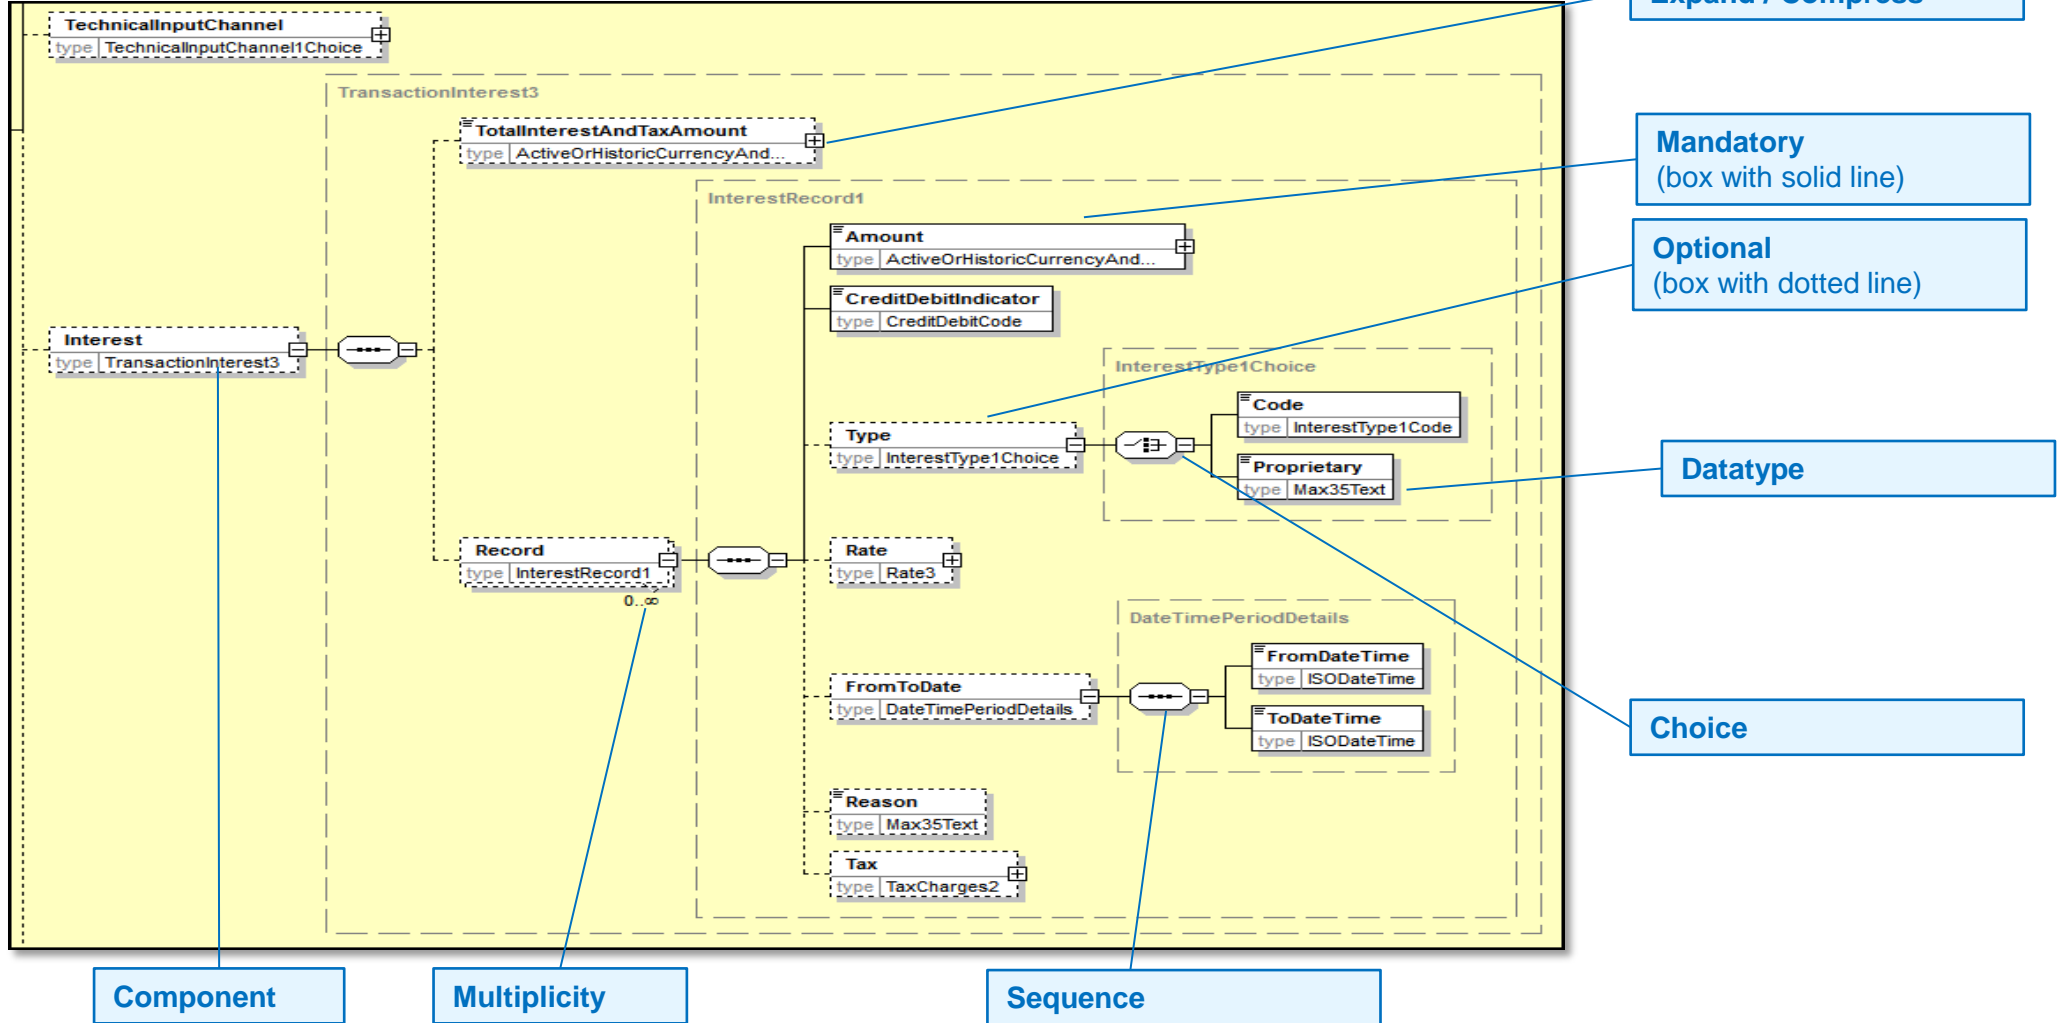 Expand / Compress
TechnicalInputChannel
type TechnicalInputChannel1Choice
TransactionInterest3
TotalInterestAndTaxAmount
type ActiveOrHistoricCurrencyAnd...
Mandatory
(box with solid line)
InterestRecord1
Amount
type ActiveOrHistoricCurrencyAnd...
Optional
(box with dotted line)
CreditDebitIndicator
type CreditDebitCode
Interest
type TransactionInterest3
InterestType1Choice
Code
type InterestType1Code
Type
type InterestType1Choice
Proprietary
type Max35Text
Datatype
Record
type InterestRecord1
0..∞
Rate
type Rate3
DateTimePeriodDetails
FromDateTime
type ISODateTime
FromToDate
type DateTimePeriodDetails
ToDateTime
type ISODateTime
Choice
Reason
type Max35Text
Tax
type TaxCharges2
Component
Multiplicity
Sequence